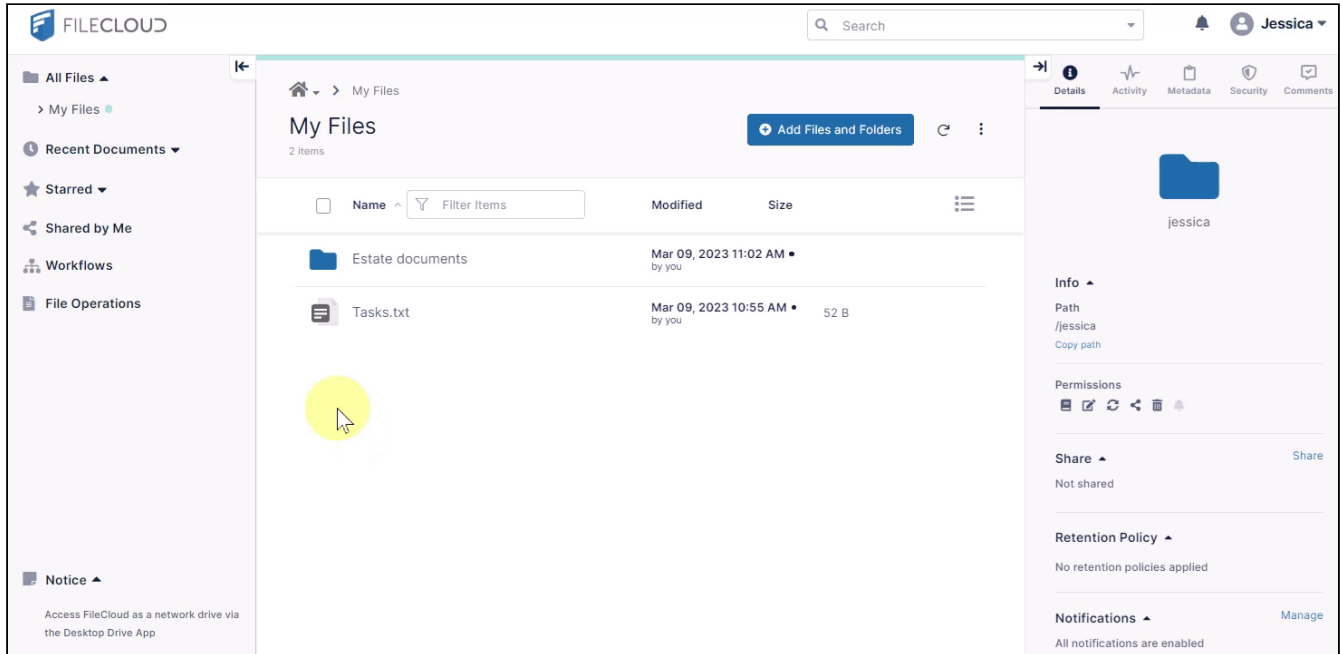 FILECLOUD
Search
Jessica
All Files
My Files
Recent Documents
Starred
Shared by Me
Workflows
File Operations
Notice
Access FileCloud as a network drive via
the Desktop Drive App
My Files
My Files
2 items
Add Files and Folders
Name
Filter Items
Modified
Size
Estate documents
Mar 09, 2023 11:02 AM
by you
Tasks.txt
Mar 09, 2023 10:55 AM
by you
52 B
Details
Activity
Metadata
Security
Comments
jessica
Info
Path
/jessica
Copy path
Permissions
Share
Share
Not shared
Retention Policy
No retention policies applied
Notifications
Manage
All notifications are enabled